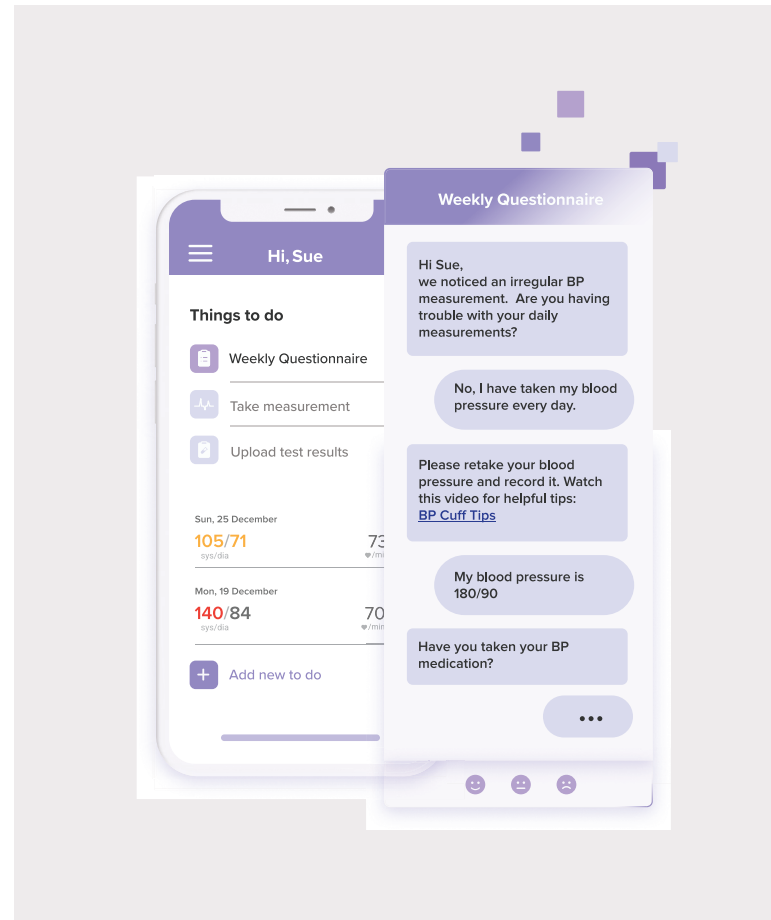 Hi, Sue
Things to do
Weekly Questionnaire
Take measurement
Upload test results
Sun, 25 December
105/71
sys/dia
73
♥/mi
Mon, 19 December
140/84
sys/dia
70
♥/min
Add new to do
Weekly Questionnaire
Hi Sue,
we noticed an irregular BP
measurement. Are you having
trouble with your daily
measurements?
No, I have taken my blood
pressure every day.
Please retake your blood
pressure and record it. Watch
this video for helpful tips:
BP Cuff Tips
My blood pressure is
180/90
Have you taken your BP
medication?